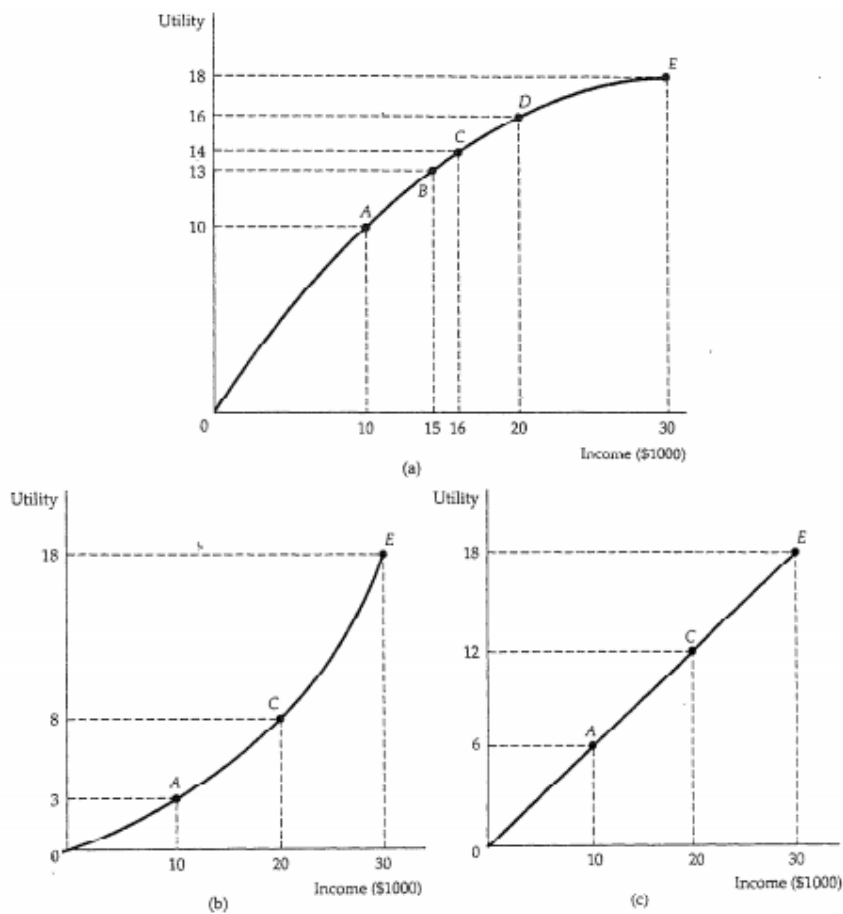 Utility
18
E
16
D
14
C
13
B
10
A
0
10 15 16 20 30
Income ($1000)
(a)
Utility
18
E
8
C
3
A
0
10 20 30
Income ($1000)
(b)
Utility
18
E
12
C
6
A
0
10 20 30
Income ($1000)
(c)